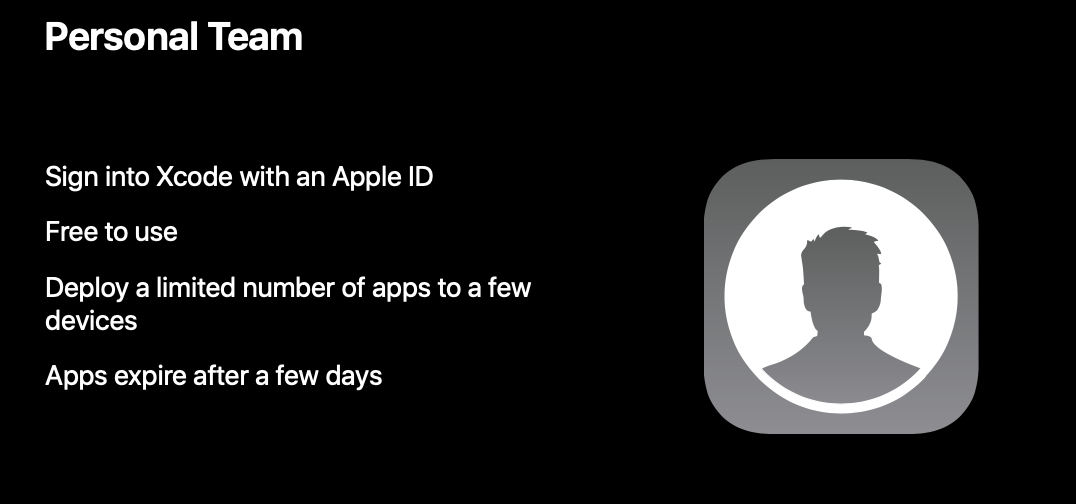 Personal Team
Sign into Xcode with an Apple ID
Free to use
Deploy a limited number of apps to a few
devices
Apps expire after a few days